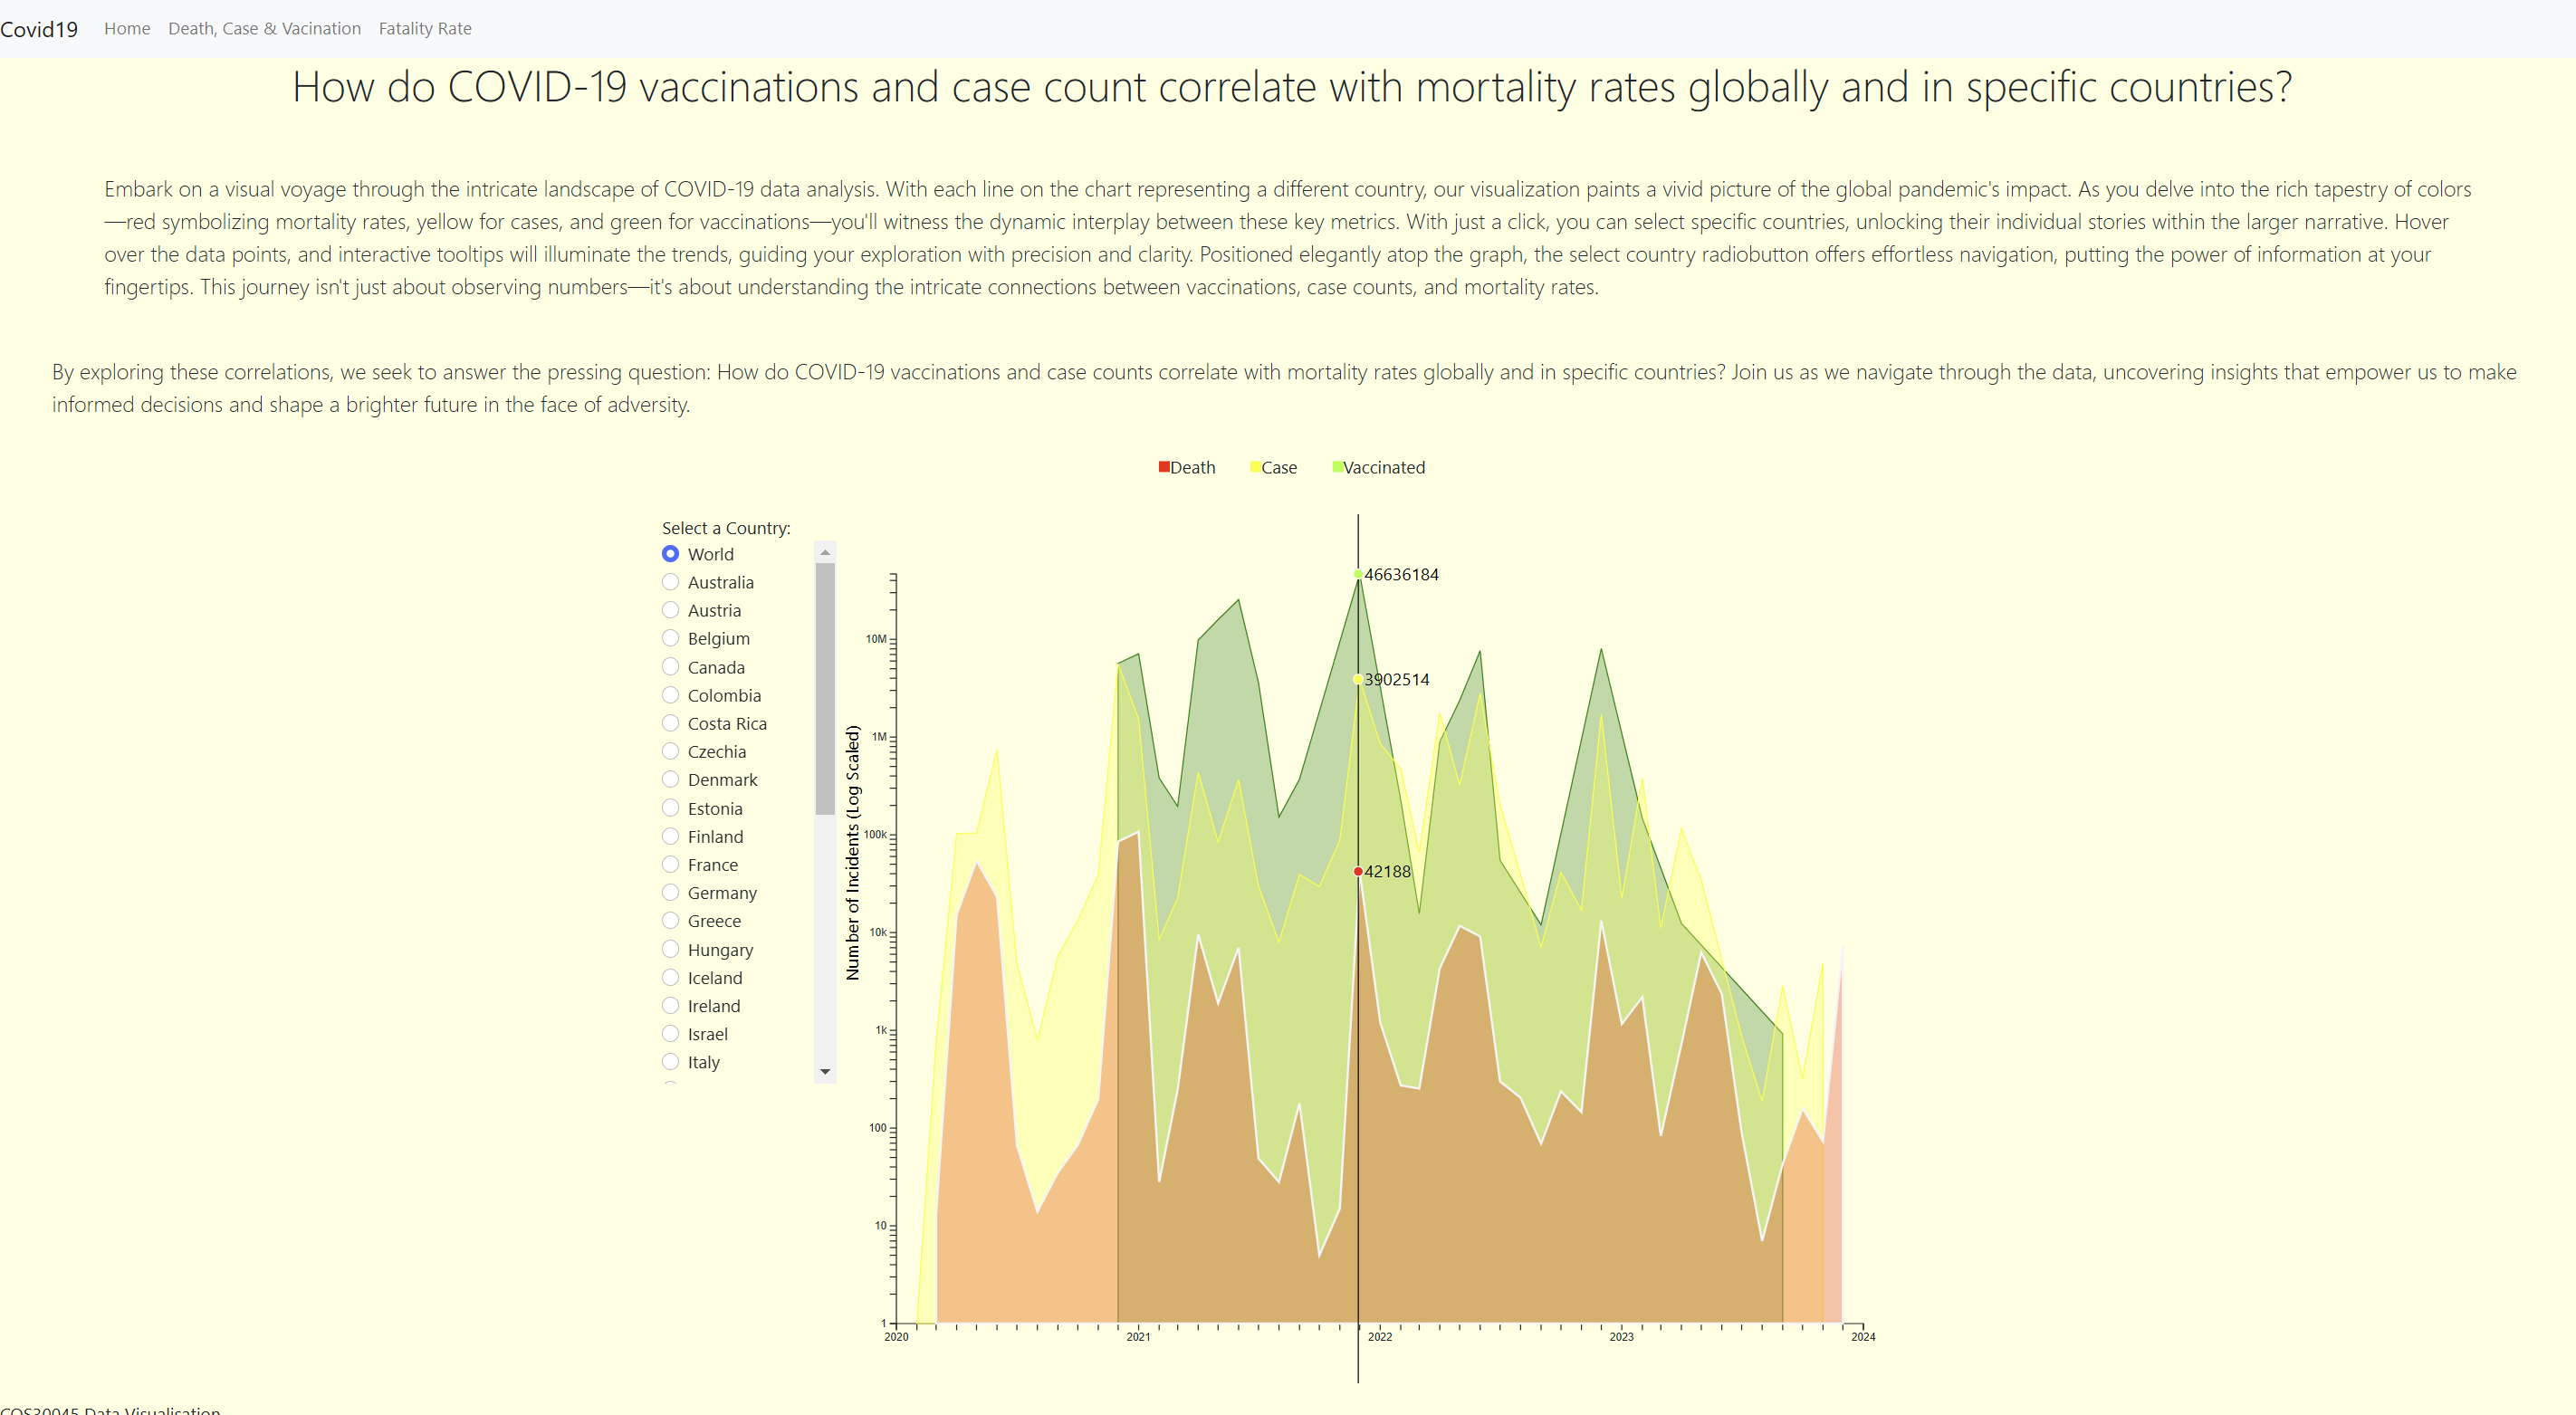 Covid19 Home Death, Case & Vacination Fatality Rate
How do COVID-19 vaccinations and case count correlate with mortality rates globally and in specific countries?
Embark on a visual voyage through the intricate landscape of COVID-19 data analysis. With each line on the chart representing a different country, our visualization paints a vivid picture of the global pandemic's impact. As you delve into the rich tapestry of colors
—red symbolizing mortality rates, yellow for cases, and green for vaccinations—you'll witness the dynamic interplay between these key metrics. With just a click, you can select specific countries, unlocking their individual stories within the larger narrative. Hover
over the data points, and interactive tooltips will illuminate the trends, guiding your exploration with precision and clarity. Positioned elegantly atop the graph, the select country radiobutton offers effortless navigation, putting the power of information at your
fingertips. This journey isn't just about observing numbers—it's about understanding the intricate connections between vaccinations, case counts, and mortality rates.
By exploring these correlations, we seek to answer the pressing question: How do COVID-19 vaccinations and case counts correlate with mortality rates globally and in specific countries? Join us as we navigate through the data, uncovering insights that empower us to make
informed decisions and shape a brighter future in the face of adversity.
Death Case Vaccinated
Select a Country:
World
Australia
Austria
Belgium
Canada
Colombia
Costa Rica
Czechia
Denmark
Estonia
Finland
France
Germany
Greece
Hungary
Iceland
Ireland
Israel
Italy
Number of Incidents (Log Scaled)
10M
1M
100k
10k
1k
100
10
1
46636184
3902514
42188
2020 2021 2022 2023 2024
COS30045 Data Visualisation